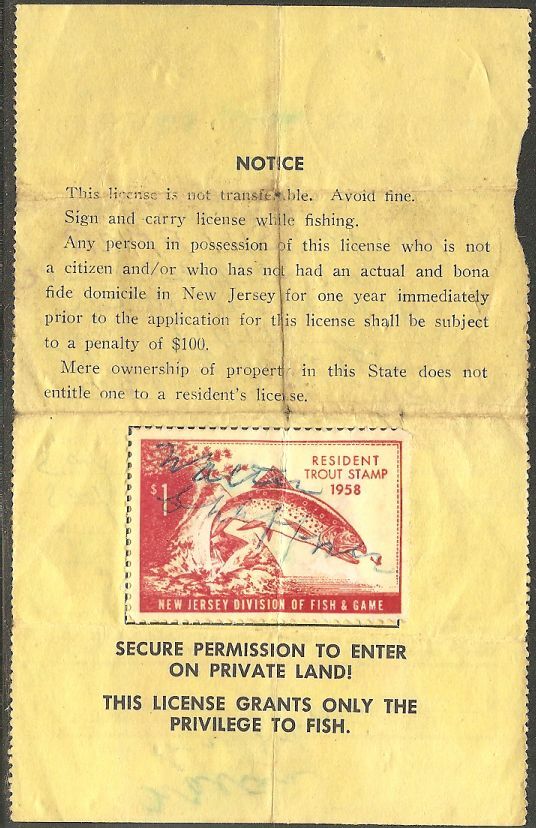 NOTICE
This license is not transferable. Avoid fine.
Sign and carry license while fishing.
Any person in possession of this license who is not
a citizen and/or who has not had an actual and bona
fide domicile in New Jersey for one year immediately
prior to the application for this license shall be subject
to a penalty of $100.
Mere ownership of property in this State does not
entitle one to a resident's license.
RESIDENT
TROUT STAMP
1958
$1
Walter
NEW JERSEY DIVISION OF FISH & GAME
SECURE PERMISSION TO ENTER
ON PRIVATE LAND!
THIS LICENSE GRANTS ONLY THE
PRIVILEGE TO FISH.